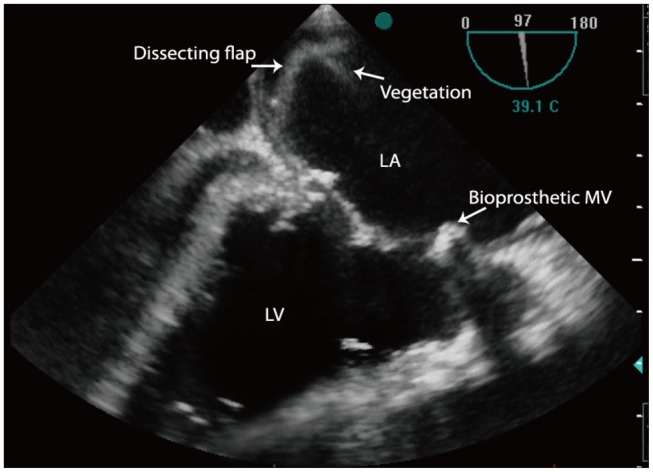 0 97 180
Dissecting flap
Vegetation
39.1 C
LA
Bioprosthetic MV
LV